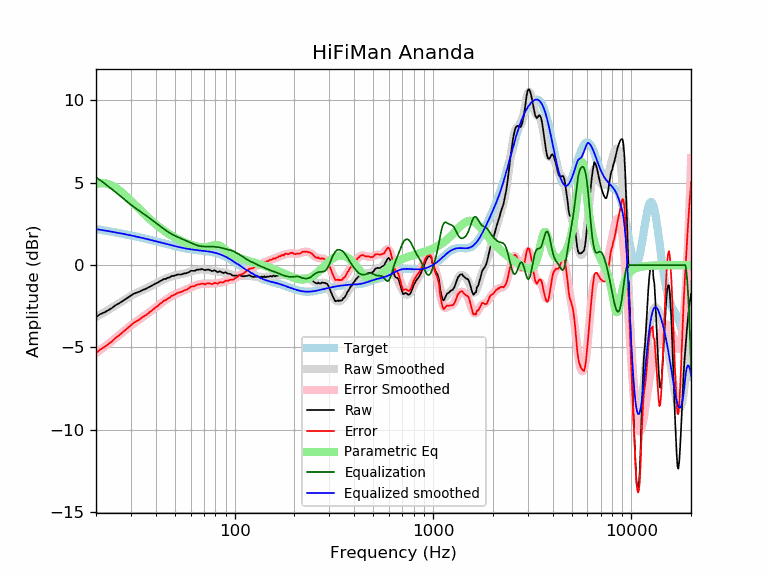 HiFiMan Ananda
Amplitude (dBr)
10
5
0
−5
−10
−15
Target
Raw Smoothed
Error Smoothed
Raw
Error
Parametric Eq
Equalization
Equalized smoothed
100
1000
10000
Frequency (Hz)